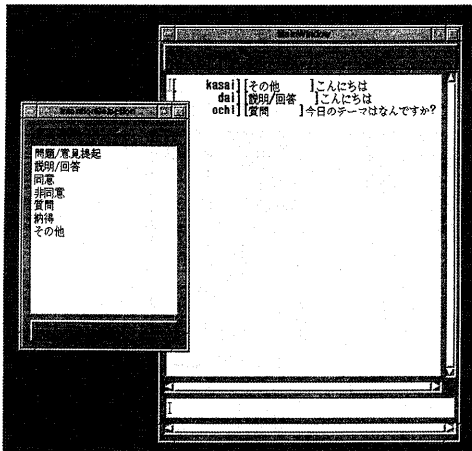 [ kasai][その他 ]こんにちは
[ dai][説明/回答 ]こんにちは
[ ochi][質問 ]今日のテーマはなんですか?
問題/意見提起
説明/回答
同意
非同意
質問
納得
その他